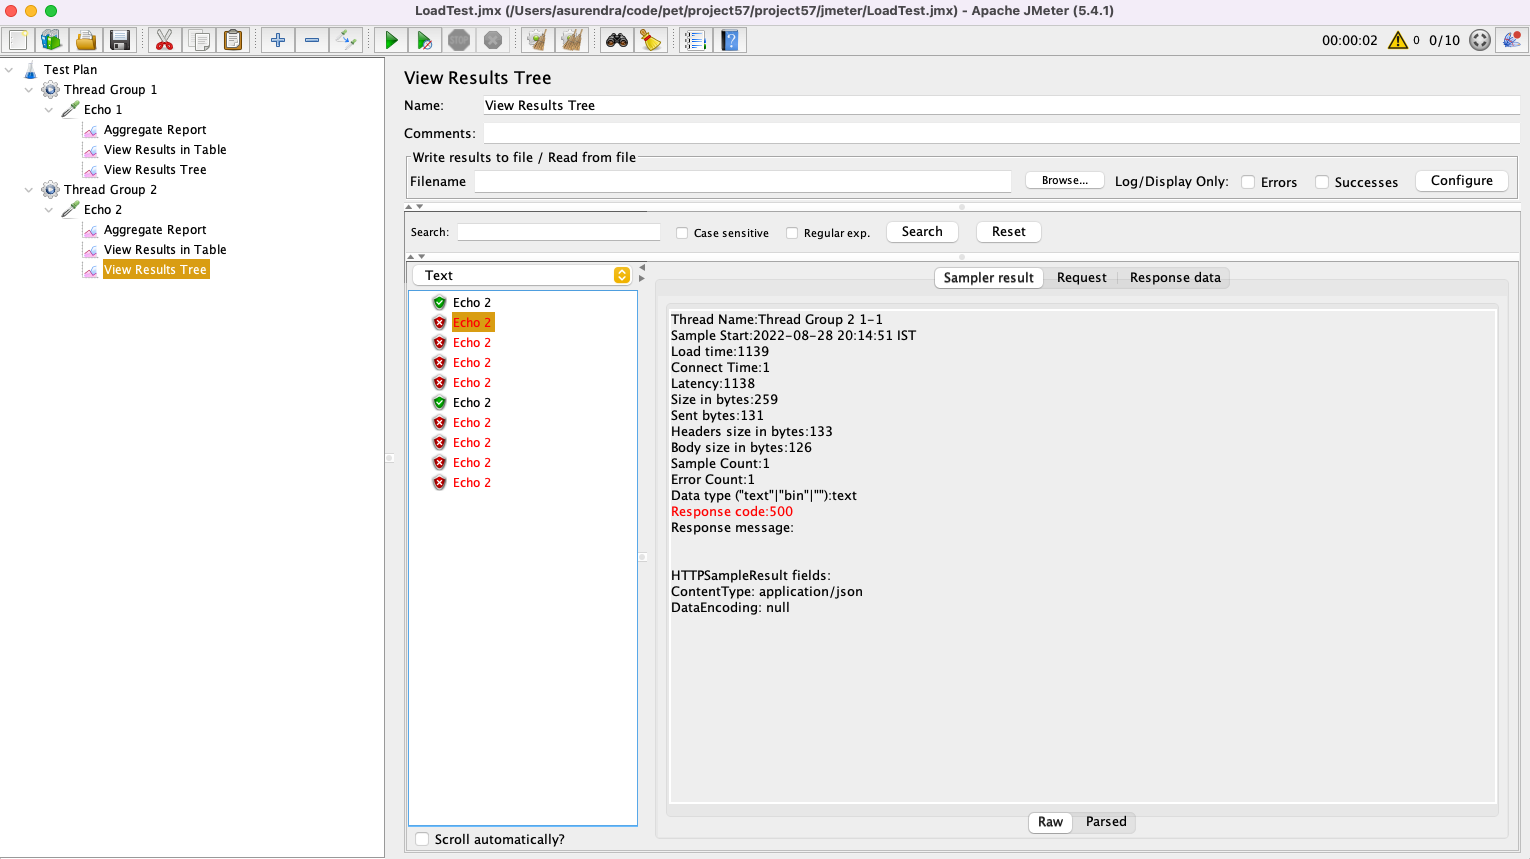 LoadTest.jmx (/Users/asurendra/code/pet/project57/project57/jmeter/LoadTest.jmx) - Apache JMeter (5.4.1)
STOP
00:00:02 0 0/10
Test Plan
Thread Group 1
Echo 1
Aggregate Report
View Results in Table
View Results Tree
Thread Group 2
Echo 2
Aggregate Report
View Results in Table
View Results Tree
View Results Tree
Name: View Results Tree
Comments:
Write results to file / Read from file
Filename Browse... Log/Display Only: Errors Successes Configure
Search: Case sensitive Regular exp. Search Reset
Text
Echo 2
Echo 2
Echo 2
Echo 2
Echo 2
Echo 2
Echo 2
Echo 2
Echo 2
Echo 2
Scroll automatically?
Sampler result Request Response data
Thread Name:Thread Group 2 1-1
Sample Start:2022-08-28 20:14:51 IST
Load time:1139
Connect Time:1
Latency:1138
Size in bytes:259
Sent bytes:131
Headers size in bytes:133
Body size in bytes:126
Sample Count:1
Error Count:1
Data type ("text"|"bin"|""):text
Response code:500
Response message:
HTTPSampleResult fields:
ContentType: application/json
DataEncoding: null
Raw Parsed